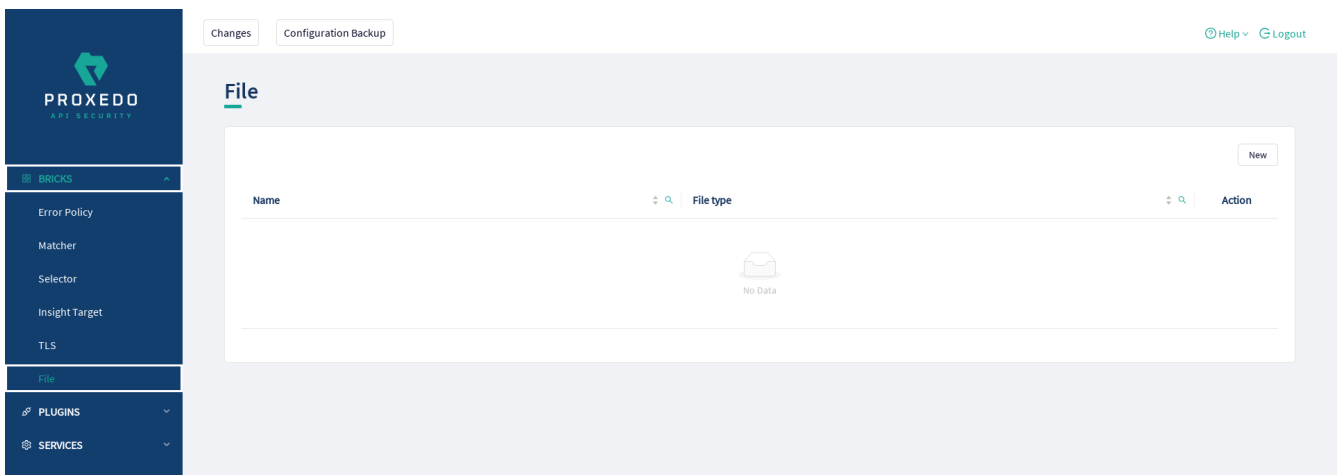 Changes
Configuration Backup
Help
Logout
PROXEDO
API SECURITY
BRICKS
Error Policy
Matcher
Selector
Insight Target
TLS
File
PLUGINS
SERVICES
File
New
Name
File type
Action
No Data